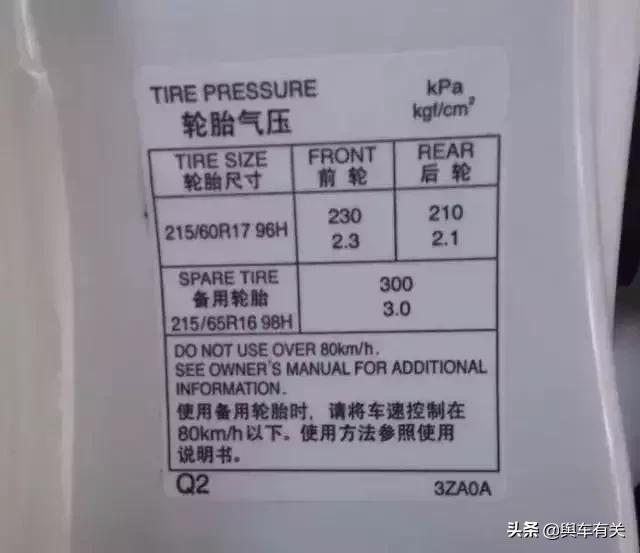 TIRE PRESSURE
kPa
轮胎气压
kgf/cm²
TIRE SIZE FRONT REAR
轮胎尺寸 前轮 后轮
215/60R17 96H 230 210
2.3 2.1
SPARE TIRE 300
备用轮胎 3.0
215/65R16 98H
DO NOT USE OVER 80km/h.
SEE OWNER'S MANUAL FOR ADDITIONAL
INFORMATION.
使用备用轮胎时，请将车速控制在
80km/h以下。使用方法参照使用
说明书。
Q2 3ZA0A
头条 @舆车有关